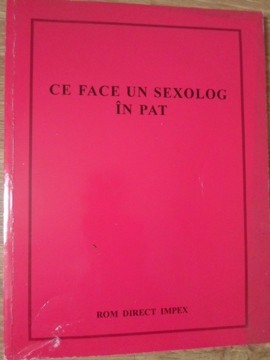 CE FACE UN SEXOLOG
ÎN PAT
ROM DIRECT IMPEX